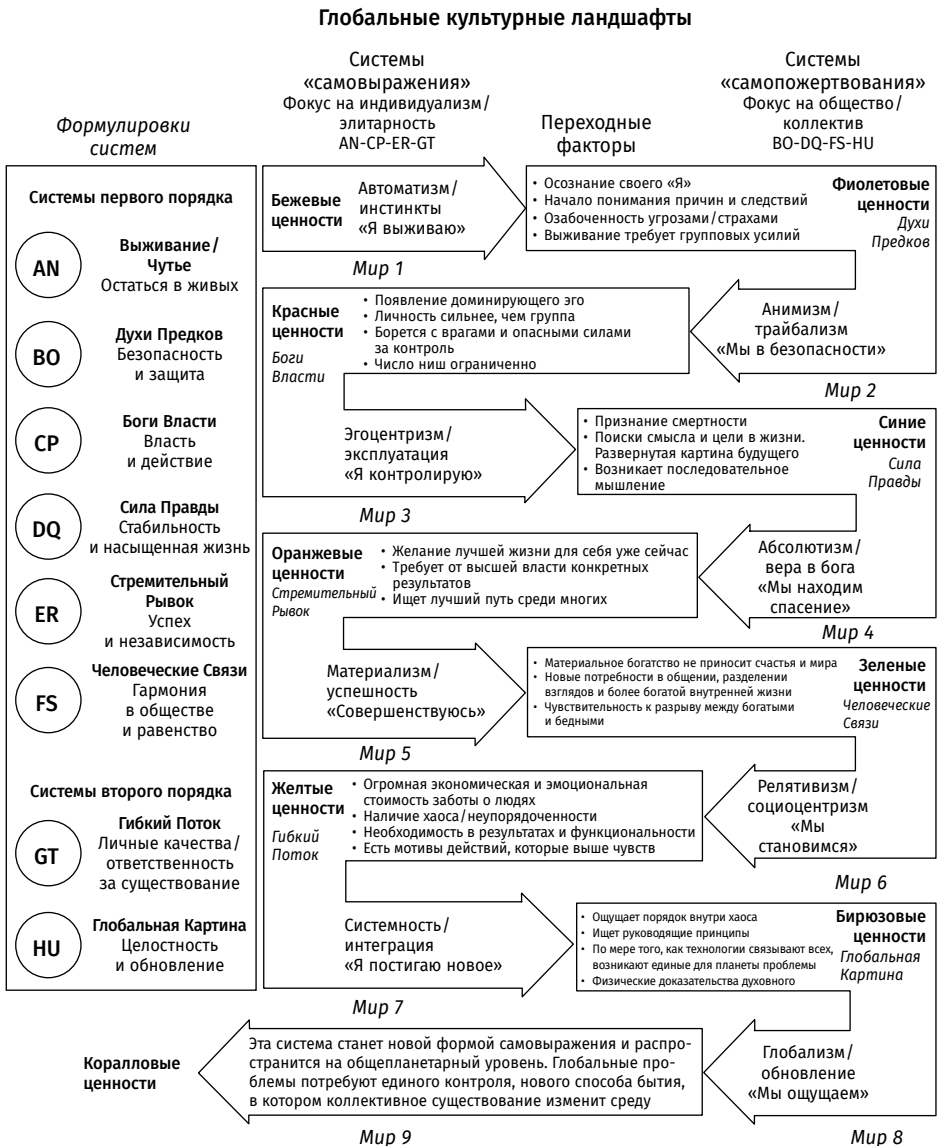 Глобальные культурные ландшафты
Системы
«самовыражения»
Фокус на индивидуализм/
элитарность
AN-CP-ER-GT
Переходные
факторы
Системы
«самопожертвования»
Фокус на общество/
коллектив
BO-DQ-FS-HU
Формулировки
систем
Системы первого порядка
AN
Выживание/
Чутье
Остаться в живых
BO
Духи Предков
Безопасность
и защита
CP
Боги Власти
Власть
и действие
DQ
Сила Правды
Стабильность
и насыщенная жизнь
ER
Стремительный
Рывок
Успех
и независимость
FS
Человеческие Связи
Гармония
в обществе
и равенство
Системы второго порядка
GT
Гибкий Поток
Личные качества/
ответственность
за существование
HU
Глобальная Картина
Целостность
и обновление
Бежевые
ценности
Автоматизм/
инстинкты
«Я выживаю»
Мир 1
• Осознание своего «Я»
• Начало понимания причин и следствий
• Озабоченность угрозами/страхами
• Выживание требует групповых усилий
Фиолетовые
ценности
Духи
Предков
Анимизм/
трайбализм
«Мы в безопасности»
Мир 2
Красные
ценности
Боги
Власти
• Появление доминирующего эго
• Личность сильнее, чем группа
• Борется с врагами и опасными силами
за контроль
• Число ниш ограниченно
Эгоцентризм/
эксплуатация
«Я контролирую»
Мир 3
• Признание смертности
• Поиски смысла и цели в жизни.
Развернутая картина будущего
• Возникает последовательное
мышление
Синие
ценности
Сила
Правды
Абсолютизм/
вера в бога
«Мы находим
спасение»
Мир 4
Оранжевые
ценности
Стремительный
Рывок
• Желание лучшей жизни для себя уже сейчас
• Требует от высшей власти конкретных
результатов
• Ищет лучший путь среди многих
Материализм/
успешность
«Совершенствуюсь»
Мир 5
• Материальное богатство не приносит счастья и мира
• Новые потребности в общении, разделении
взглядов и более богатой внутренней жизни
• Чувствительность к разрыву между богатыми
и бедными
Зеленые
ценности
Человеческие
Связи
Релятивизм/
социоцентризм
«Мы
становимся»
Мир 6
Желтые
ценности
Гибкий
Поток
• Огромная экономическая и эмоциональная
стоимость заботы о людях
• Наличие хаоса/неупорядоченности
• Необходимость в результатах и функциональности
• Есть мотивы действий, которые выше чувств
Системность/
интеграция
«Я постигаю новое»
Мир 7
• Ощущает порядок внутри хаоса
• Ищет руководящие принципы
• По мере того, как технологии связывают всех,
возникают единые для планеты проблемы
• Физические доказательства духовного
Бирюзовые
ценности
Глобальная
Картина
Глобализм/
обновление
«Мы ощущаем»
Мир 8
Коралловые
ценности
Эта система станет новой формой самовыражения и распро-
странится на общепланетарный уровень. Глобальные про-
блемы потребуют единого контроля, нового способа бытия,
в котором коллективное существование изменит среду
Мир 9